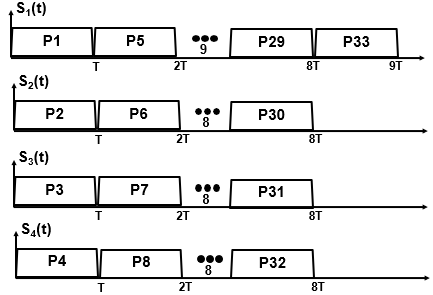 S1(t)
P1 P5 ●●● P29 P33
9
T 2T 8T 9T
S2(t)
P2 P6 ●●● P30
8
T 2T 8T
S3(t)
P3 P7 ●●● P31
8
T 2T 8T
S4(t)
P4 P8 ●●● P32
8
T 2T 8T